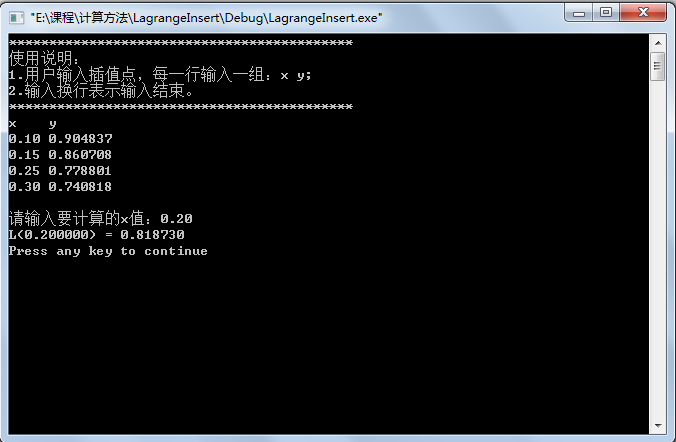 "E:\课程\计算方法\LagrangeInsert\Debug\LagrangeInsert.exe"
*******************************************
使用说明：
1.用户输入插值点，每一行输入一组：x y;
2.输入换行表示输入结束。
*******************************************
x    y
0.10 0.904837
0.15 0.860708
0.25 0.778801
0.30 0.740818
请输入要计算的x值：0.20
L(0.200000) = 0.818730
Press any key to continue